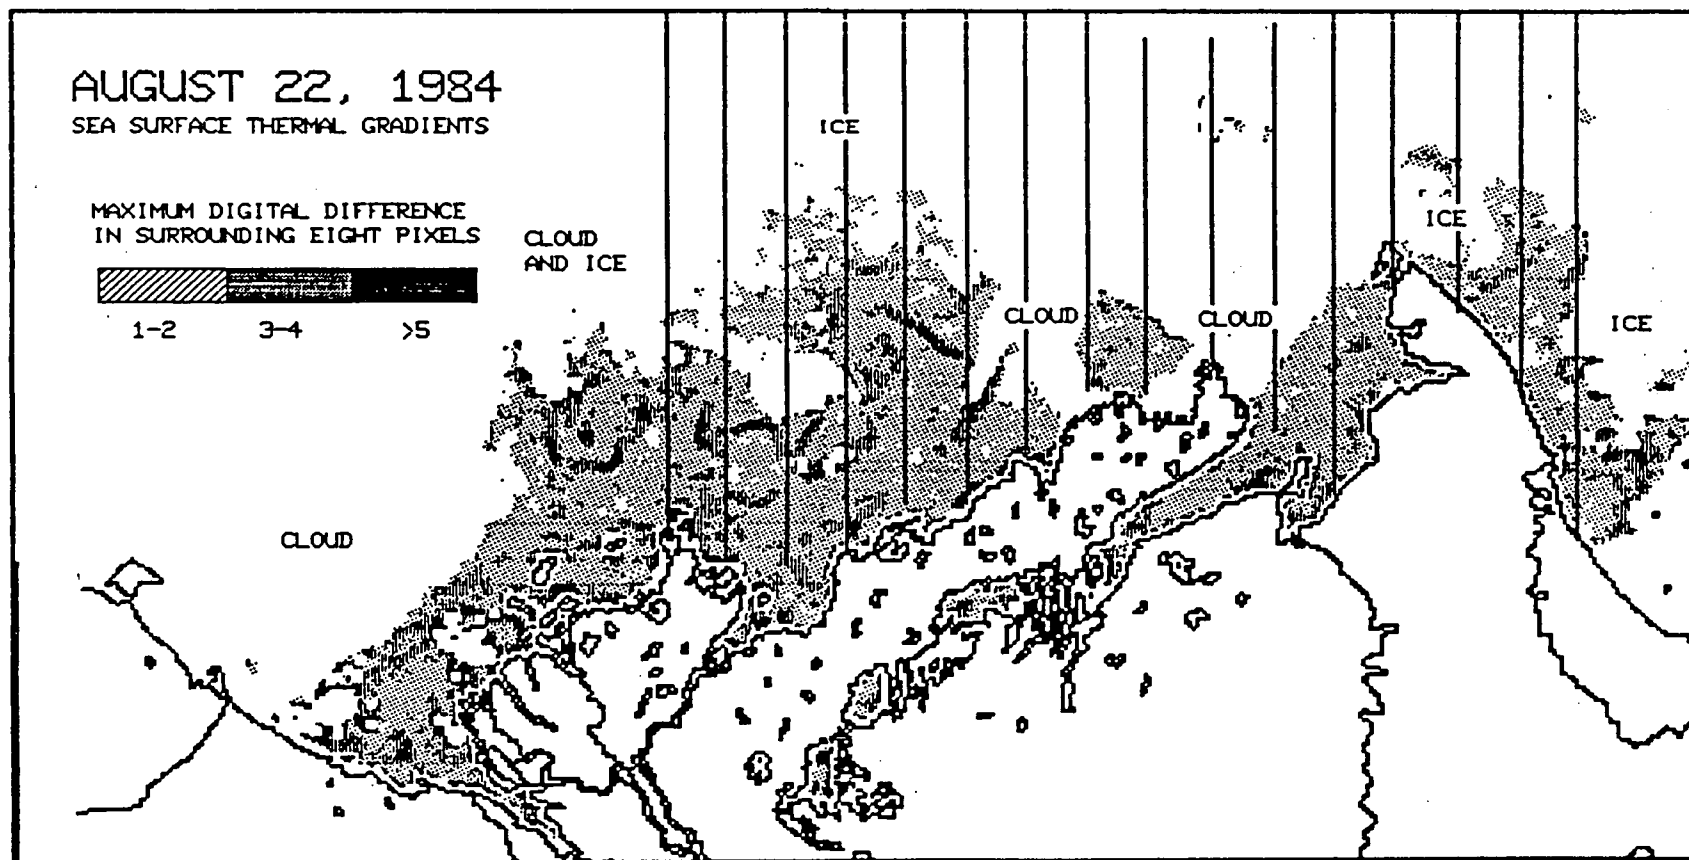 AUGUST 22, 1984
SEA SURFACE THERMAL GRADIENTS
ICE
MAXIMUM DIGITAL DIFFERENCE
IN SURROUNDING EIGHT PIXELS
CLOUD
AND ICE
ICE
1-2 3-4 >5
CLOUD
CLOUD
ICE
CLOUD